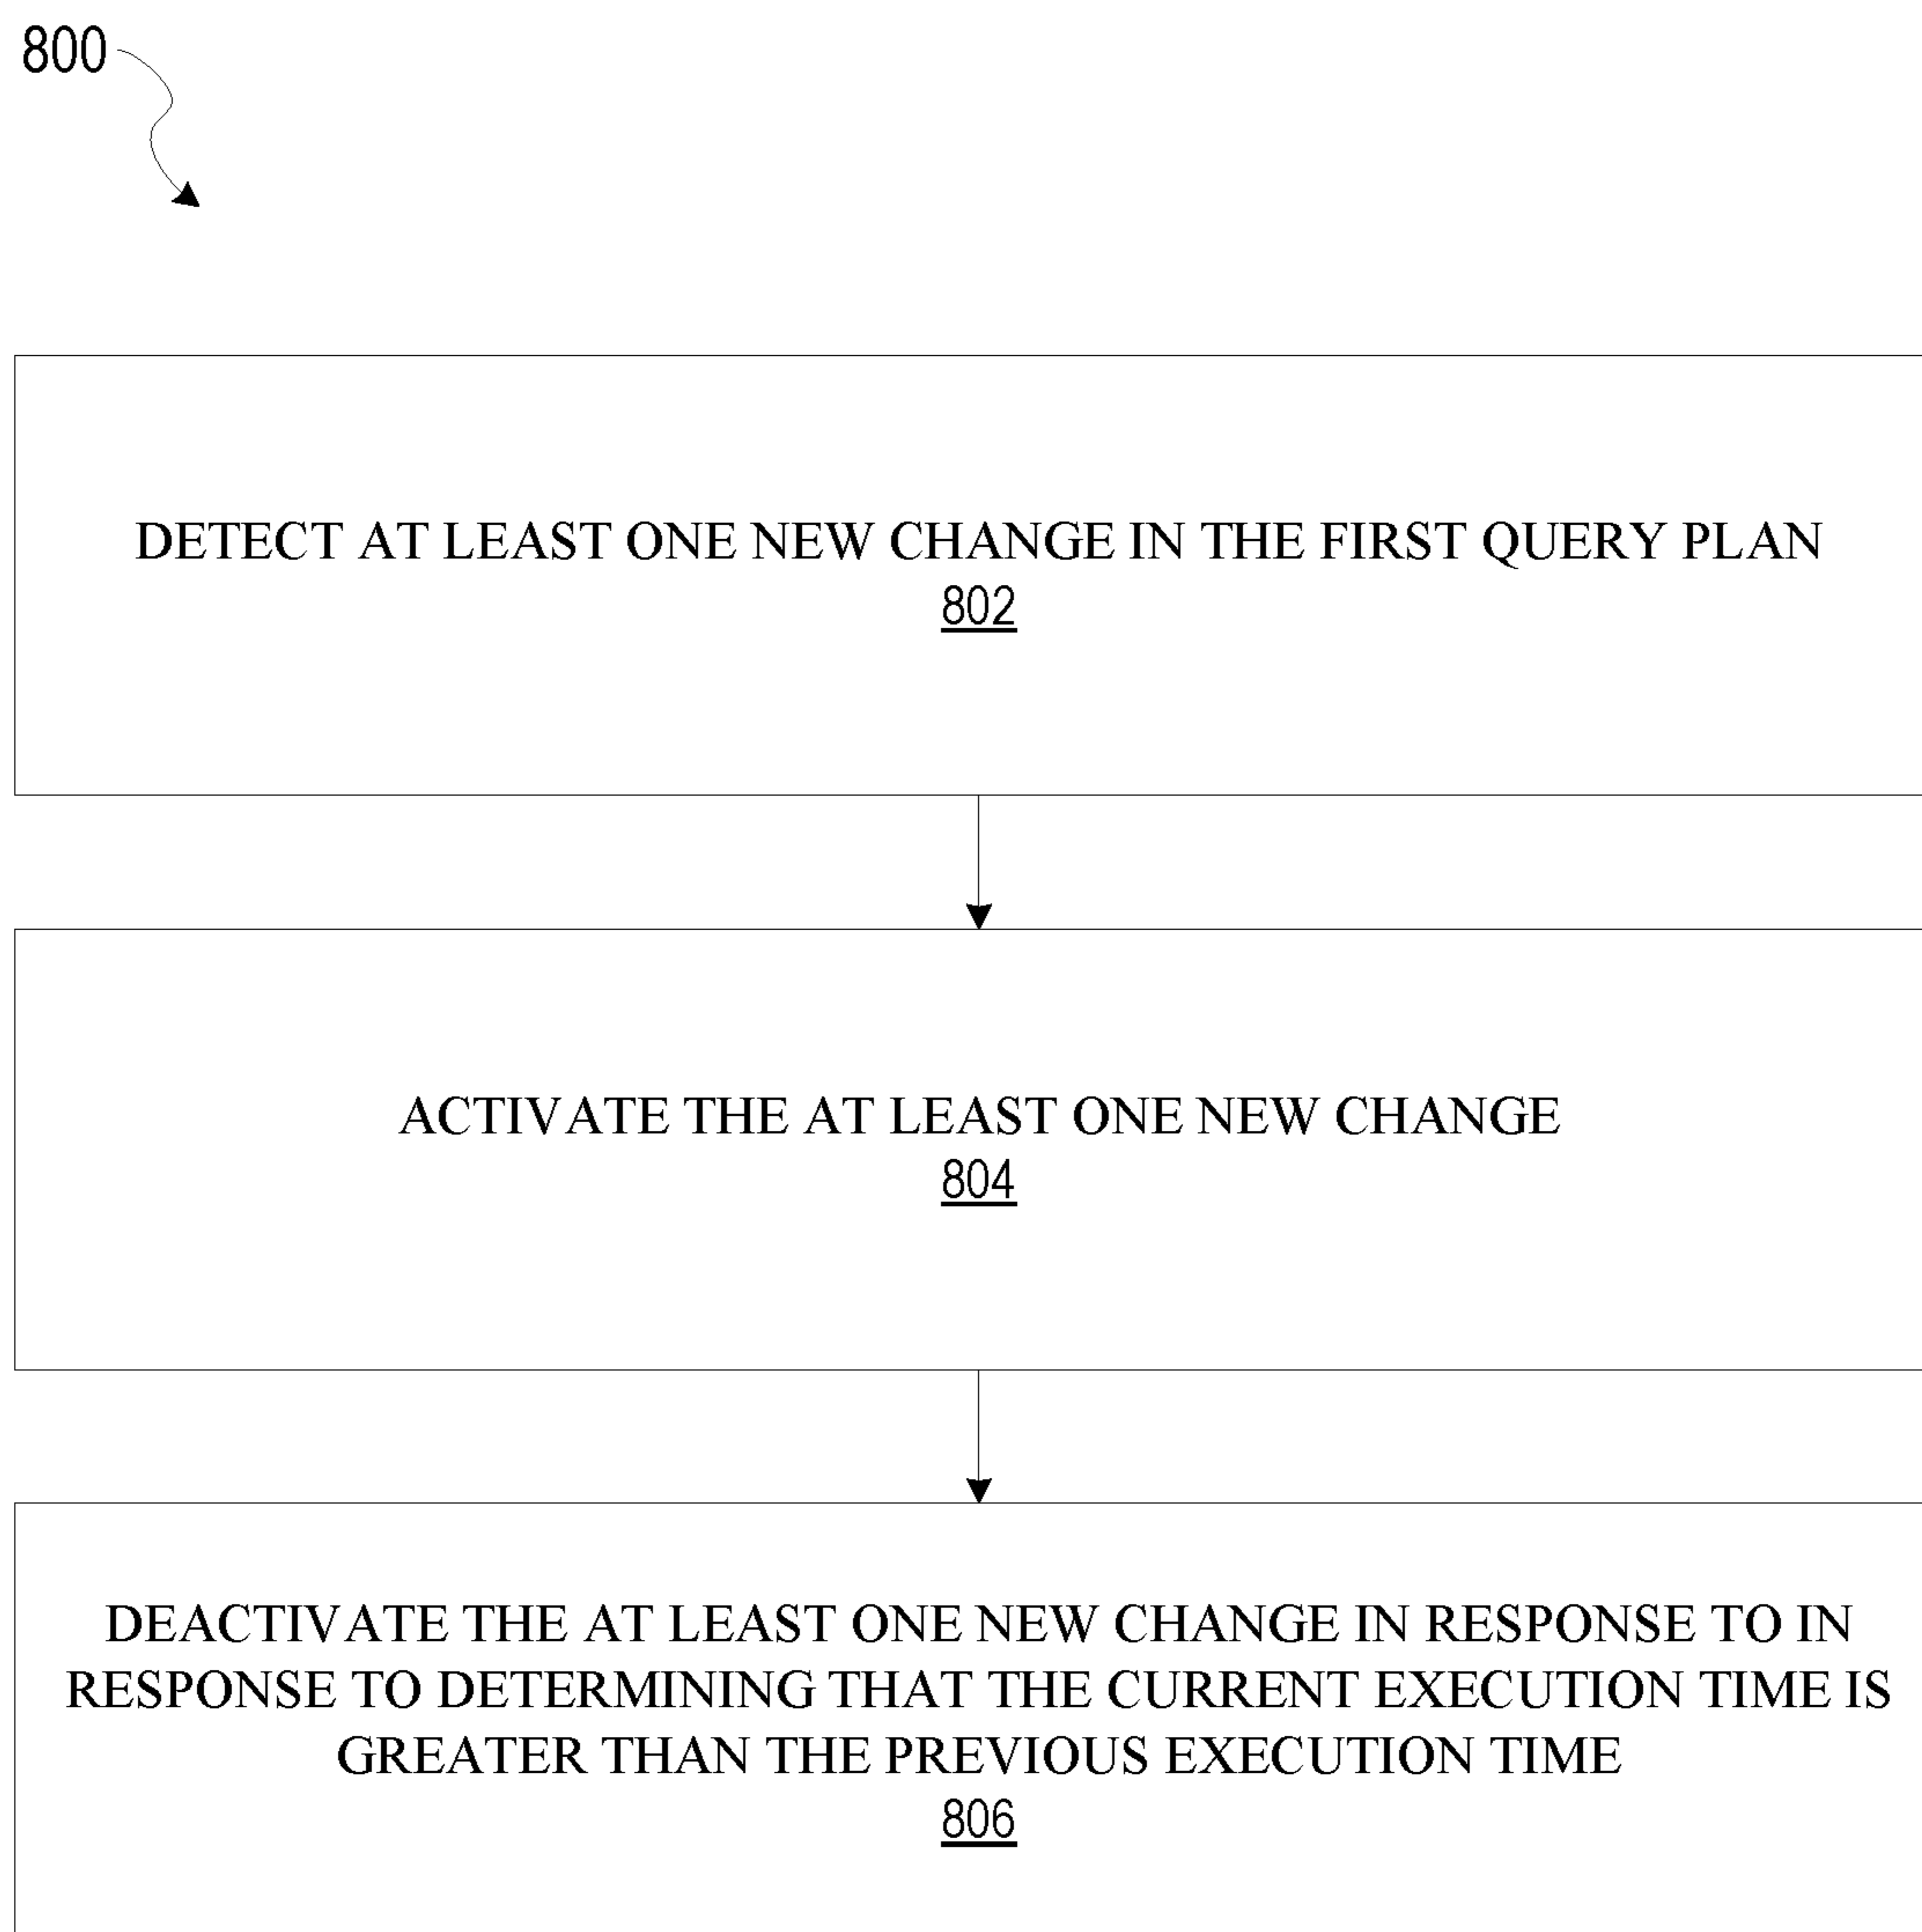 800
DETECT AT LEAST ONE NEW CHANGE IN THE FIRST QUERY PLAN
802
ACTIVATE THE AT LEAST ONE NEW CHANGE
804
DEACTIVATE THE AT LEAST ONE NEW CHANGE IN RESPONSE TO IN
RESPONSE TO DETERMINING THAT THE CURRENT EXECUTION TIME IS
GREATER THAN THE PREVIOUS EXECUTION TIME
806